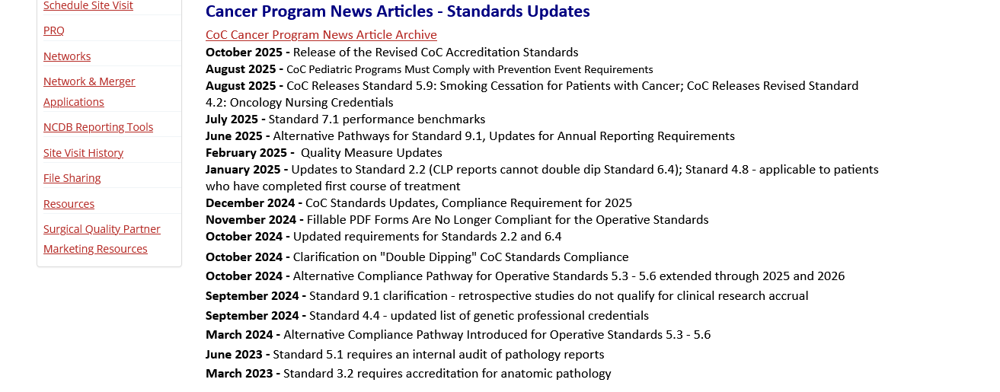 Schedule Site Visit
PRQ
Networks
Network & Merger
Applications
NCDB Reporting Tools
Site Visit History
File Sharing
Resources
Surgical Quality Partner
Marketing Resources
Cancer Program News Articles - Standards Updates
CoC Cancer Program News Article Archive
October 2025 - Release of the Revised CoC Accreditation Standards
August 2025 - CoC Pediatric Programs Must Comply with Prevention Event Requirements
August 2025 - CoC Releases Standard 5.9: Smoking Cessation for Patients with Cancer; CoC Releases Revised Standard
4.2: Oncology Nursing Credentials
July 2025 - Standard 7.1 performance benchmarks
June 2025 - Alternative Pathways for Standard 9.1, Updates for Annual Reporting Requirements
February 2025 -  Quality Measure Updates
January 2025 - Updates to Standard 2.2 (CLP reports cannot double dip Standard 6.4); Stanard 4.8 - applicable to patients
who have completed first course of treatment
December 2024 - CoC Standards Updates, Compliance Requirement for 2025
November 2024 - Fillable PDF Forms Are No Longer Compliant for the Operative Standards
October 2024 - Updated requirements for Standards 2.2 and 6.4
October 2024 - Clarification on "Double Dipping" CoC Standards Compliance
October 2024 - Alternative Compliance Pathway for Operative Standards 5.3 - 5.6 extended through 2025 and 2026
September 2024 - Standard 9.1 clarification - retrospective studies do not qualify for clinical research accrual
September 2024 - Standard 4.4 - updated list of genetic professional credentials
March 2024 - Alternative Compliance Pathway Introduced for Operative Standards 5.3 - 5.6
June 2023 - Standard 5.1 requires an internal audit of pathology reports
March 2023 - Standard 3.2 requires accreditation for anatomic pathology